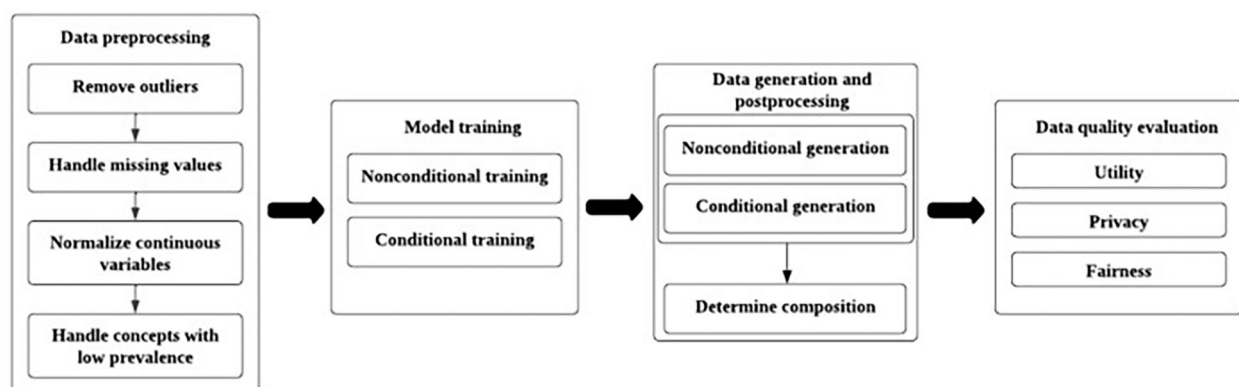 Data preprocessing
Remove outliers
Handle missing values
Normalize continuous
variables
Handle concepts with
low prevalence
Model training
Nonconditional training
Conditional training
Data generation and
postprocessing
Nonconditional generation
Conditional generation
Determine composition
Data quality evaluation
Utility
Privacy
Fairness